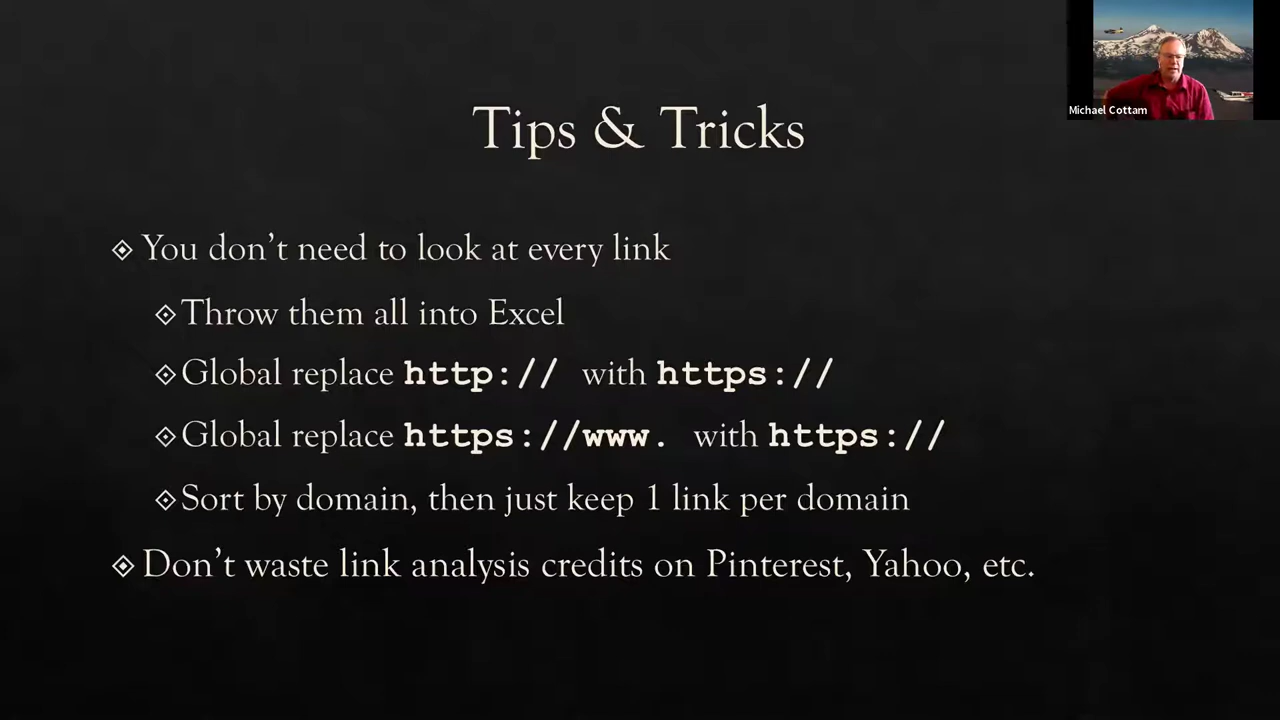 Michael Cottam
Tips & Tricks
You don't need to look at every link
Throw them all into Excel
Global replace http:// with https://
Global replace https://www. with https://
Sort by domain, then just keep 1 link per domain
Don't waste link analysis credits on Pinterest, Yahoo, etc.